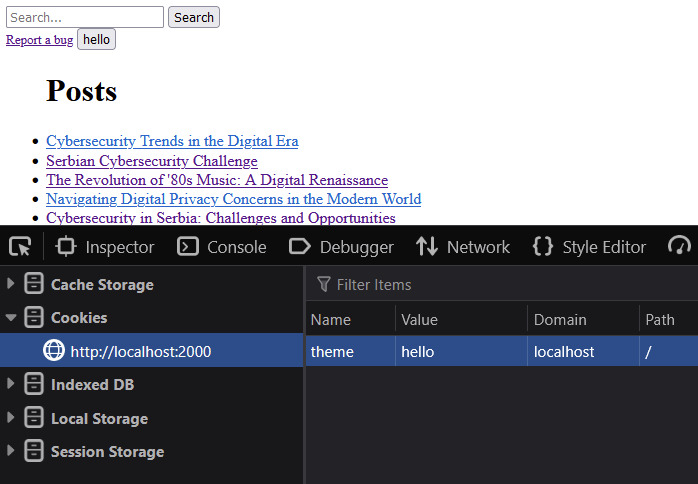 Search... Search
Report a bug hello
Posts
Cybersecurity Trends in the Digital Era
Serbian Cybersecurity Challenge
The Revolution of '80s Music: A Digital Renaissance
Navigating Digital Privacy Concerns in the Modern World
Cybersecurity in Serbia: Challenges and Opportunities
Inspector Console Debugger Network Style Editor
Cache Storage
Cookies
http://localhost:2000
Indexed DB
Local Storage
Session Storage
Filter Items
Name Value Domain Path
theme hello localhost /